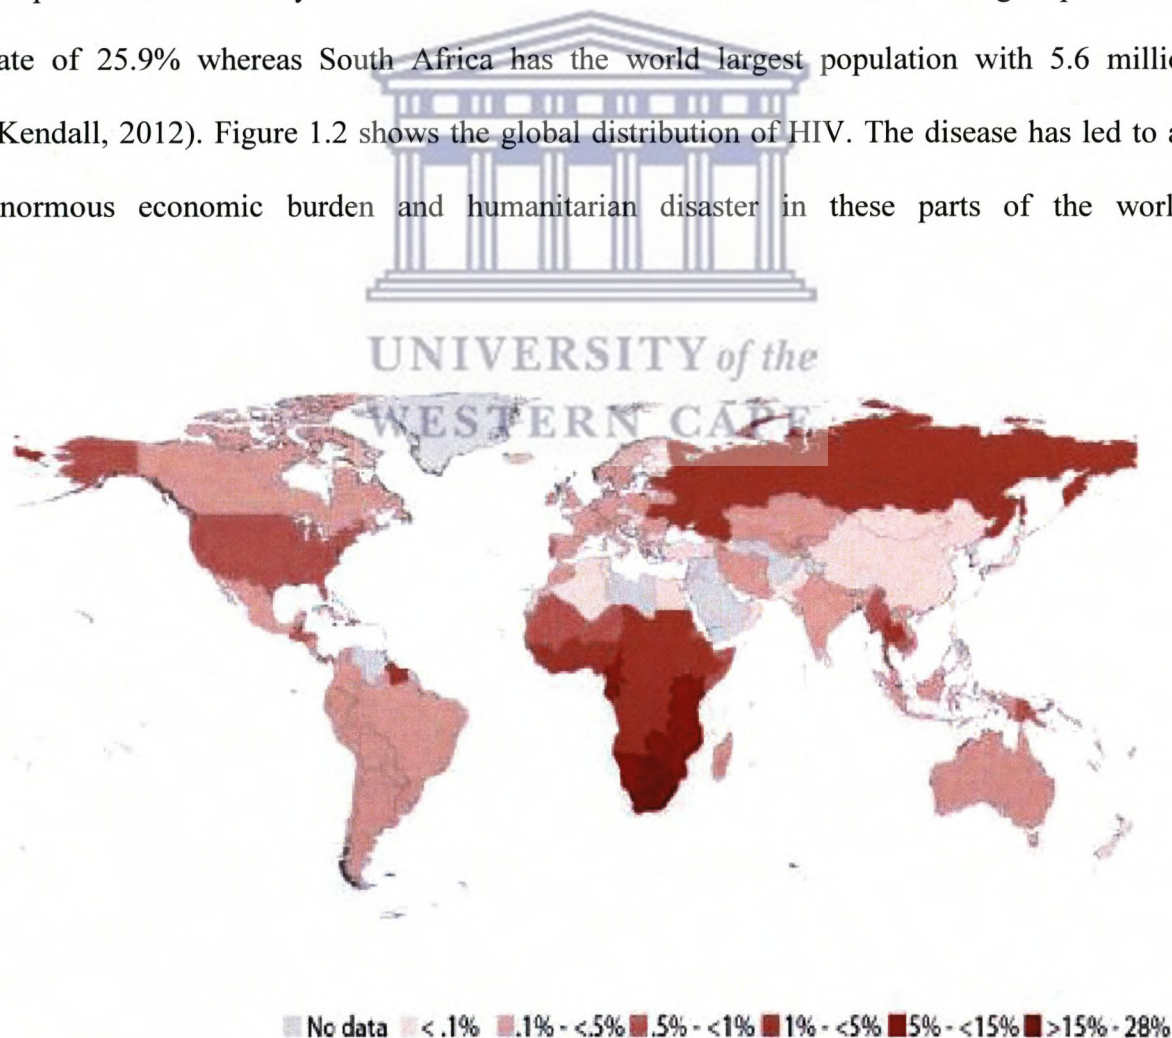 ate of 25.9% whereas South Africa has the world largest population with 5.6 millic
Kendall, 2012). Figure 1.2 shows the global distribution of HIV. The disease has led to a
normous economic burden and humanitarian disaster in these parts of the worl
UNIVERSITY of the
WESTERN CAPE
No data < .1% .1% - <.5% .5% - <1% 1% - <5% 5% - <15% >15% - 28%